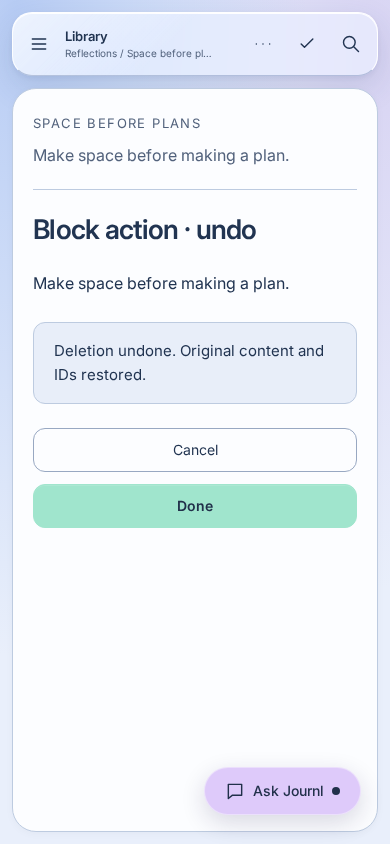 Library
Reflections / Space before pl...
SPACE BEFORE PLANS
Make space before making a plan.
Block action · undo
Make space before making a plan.
Deletion undone. Original content and
IDs restored.
Cancel
Done
Ask Journl